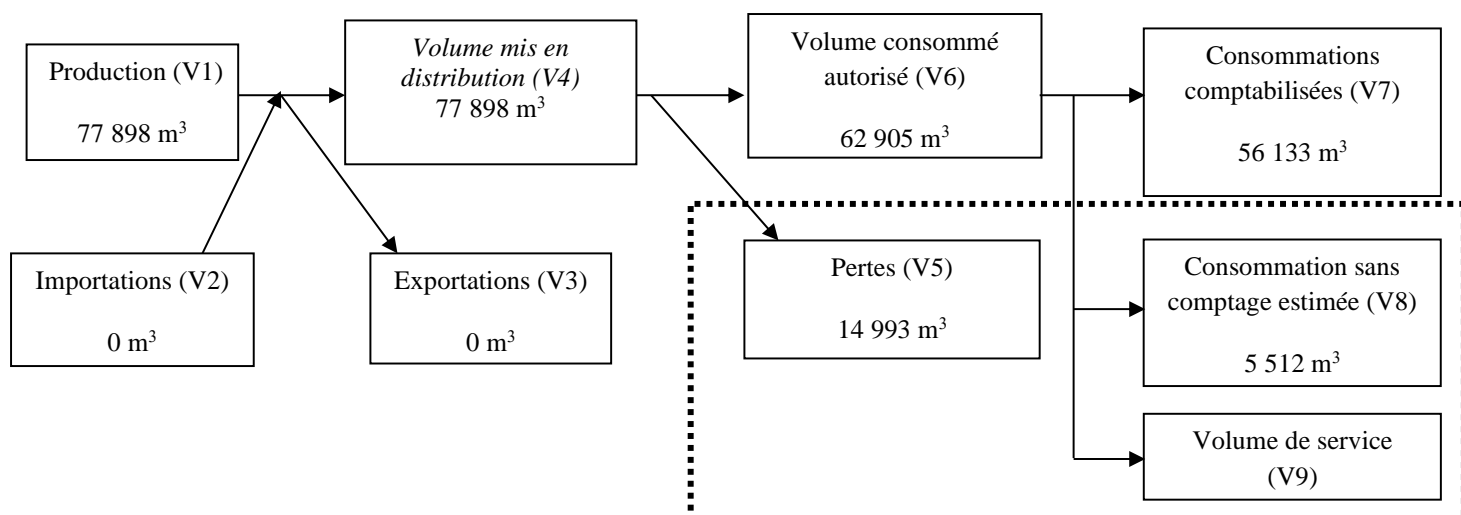 Production (V1)
77 898 m³
Volume mis en
distribution (V4)
77 898 m³
Volume consommé
autorisé (V6)
62 905 m³
Consommations
comptabilisées (V7)
56 133 m³
Importations (V2)
0 m³
Exportations (V3)
0 m³
Pertes (V5)
14 993 m³
Consommation sans
comptage estimée (V8)
5 512 m³
Volume de service
(V9)